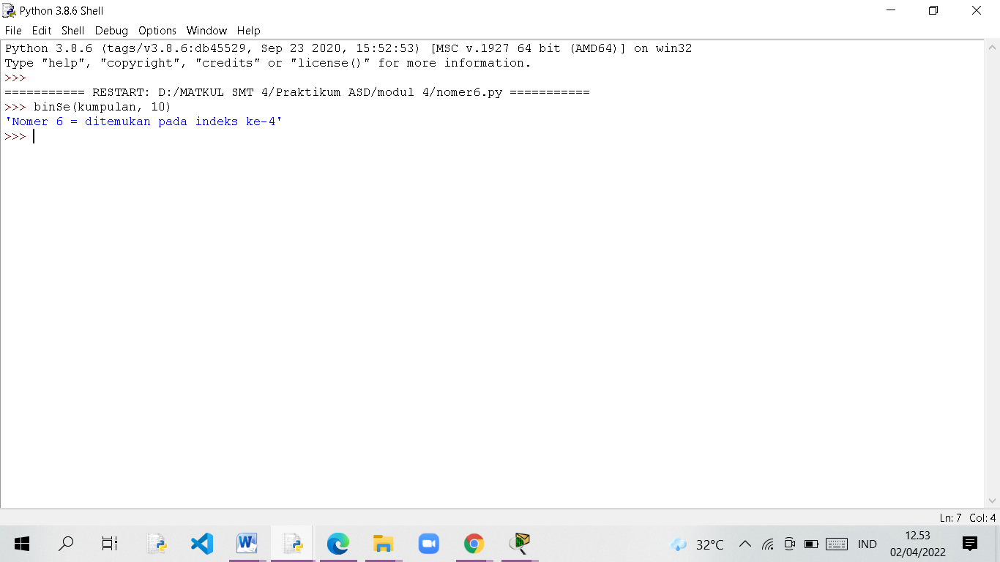 Python 3.8.6 Shell
File Edit Shell Debug Options Window Help
Python 3.8.6 (tags/v3.8.6:db45529, Sep 23 2020, 15:52:53) [MSC v.1927 64 bit (AMD64)] on win32
Type "help", "copyright", "credits" or "license()" for more information.
>>>
=========== RESTART: D:/MATKUL SMT 4/Praktikum ASD/modul 4/nomer6.py ===========
>>> binSe(kumpulan, 10)
'Nomer 6 = ditemukan pada indeks ke-4'
>>>
Ln: 7 Col: 4
32°C IND 12.53
02/04/2022